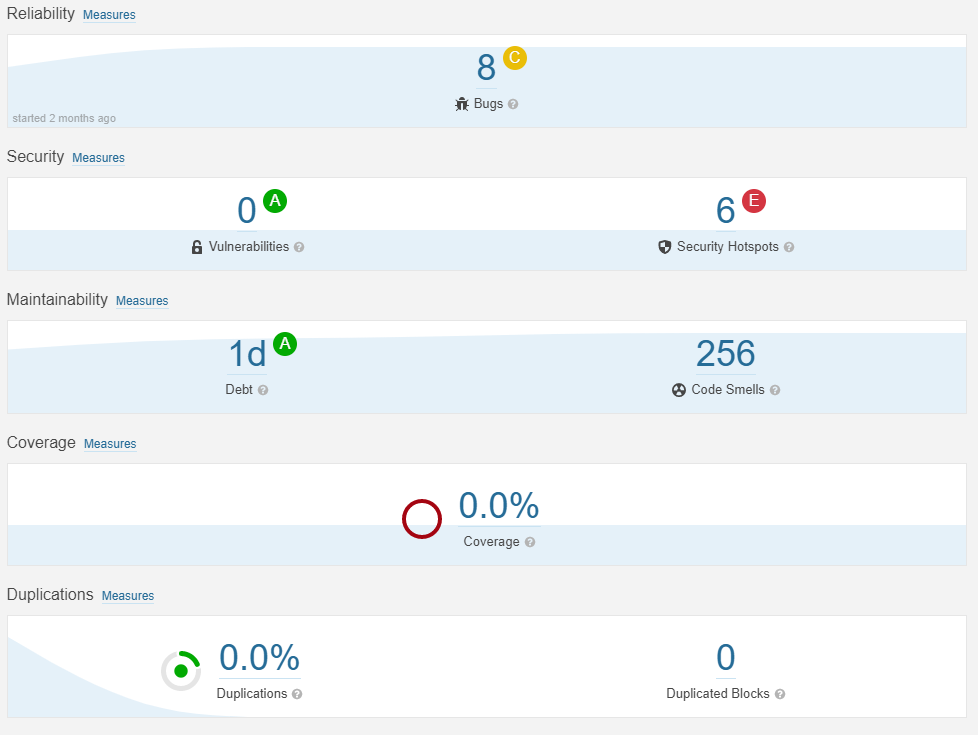 Reliability Measures
8 C
Bugs ?
started 2 months ago
Security Measures
0 A 6 E
Vulnerabilities ? Security Hotspots ?
Maintainability Measures
1d A 256
Debt ? Code Smells ?
Coverage Measures
0.0%
Coverage ?
Duplications Measures
0.0% 0
Duplications ? Duplicated Blocks ?